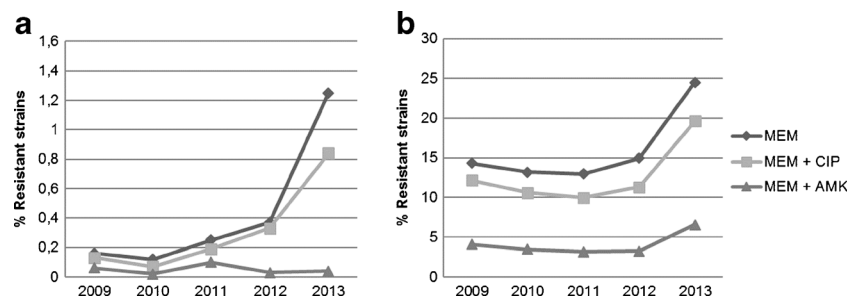 a
% Resistant strains
1,6
1,4
1,2
1
0,8
0,6
0,4
0,2
0
2009 2010 2011 2012 2013
b
% Resistant strains
30
25
20
15
10
5
0
2009 2010 2011 2012 2013
MEM
MEM + CIP
MEM + AMK